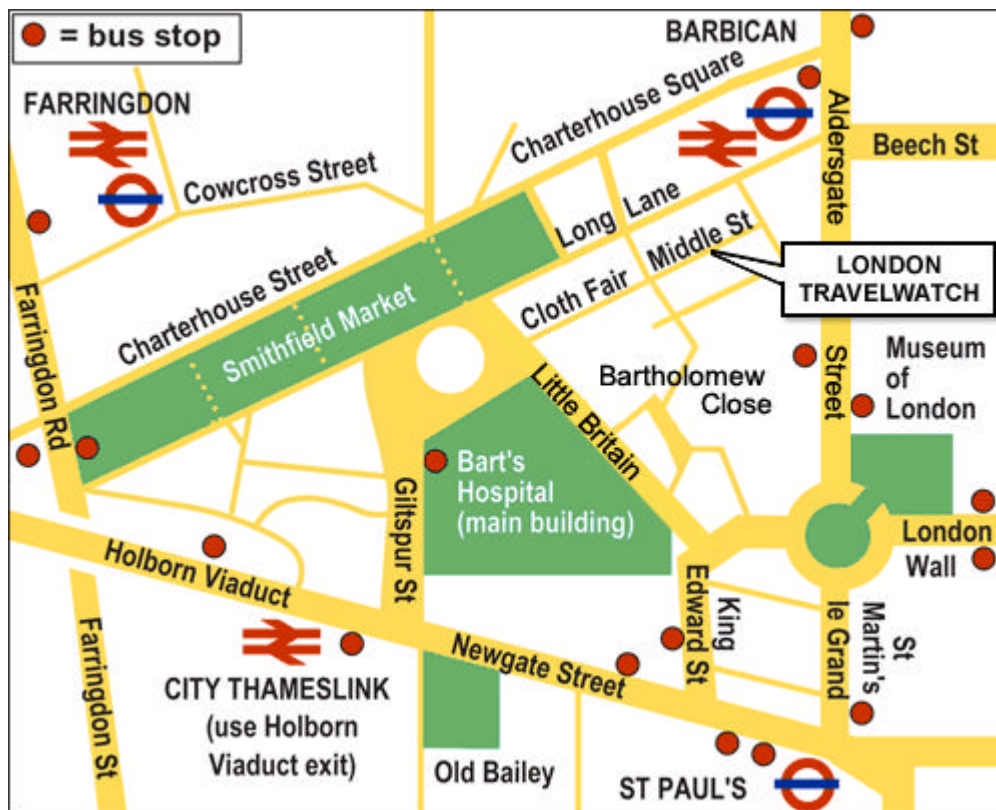 = bus stop
BARBICAN
FARRINGDON
Charterhouse Square
Aldersgate
Street
Beech St
Cowcross Street
Long Lane
Middle St
Cloth Fair
LONDON
TRAVELWATCH
Charterhouse Street
Smithfield Market
Farringdon Rd
Museum
of
London
Bartholomew
Close
Little Britain
Bart's
Hospital
(main building)
Giltspur St
London
Wall
Holborn Viaduct
King
Edward St
St
Martin's
le Grand
Farringdon St
Newgate Street
CITY THAMESLINK
(use Holborn
Viaduct exit)
Old Bailey
ST PAUL'S